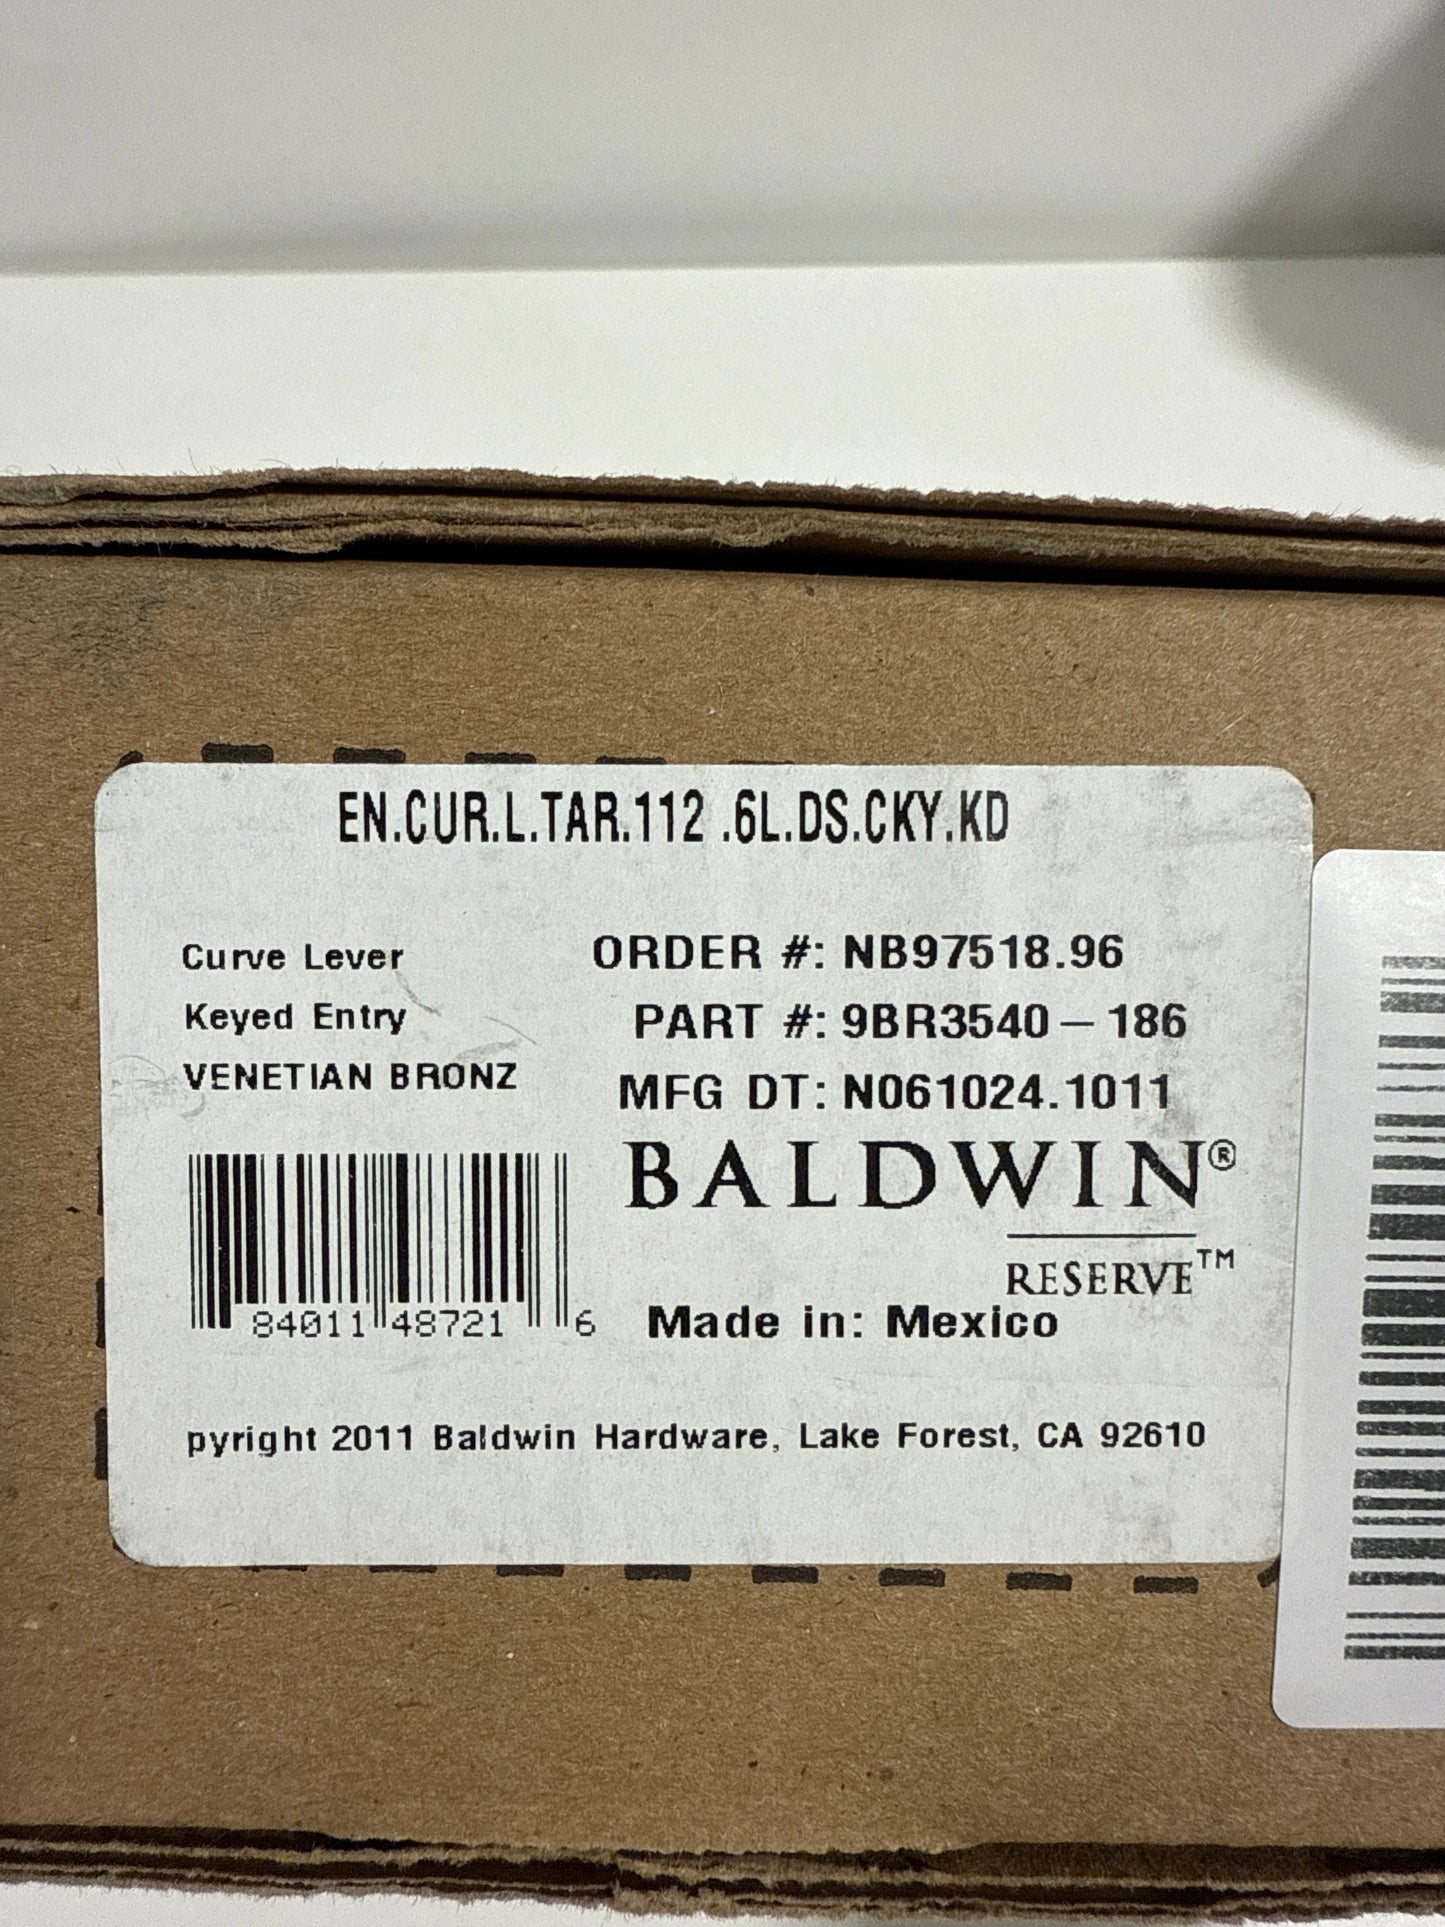 EN.CUR.L.TAR.112 .6L.DS.CKY.KD
Curve Lever
Keyed Entry
VENETIAN BRONZ
ORDER #: NB97518.96
PART #: 9BR3540-186
MFG DT: N061024.1011
BALDWIN®
RESERVE™
84011 48721 6
Made in: Mexico
pyright 2011 Baldwin Hardware, Lake Forest, CA 92610